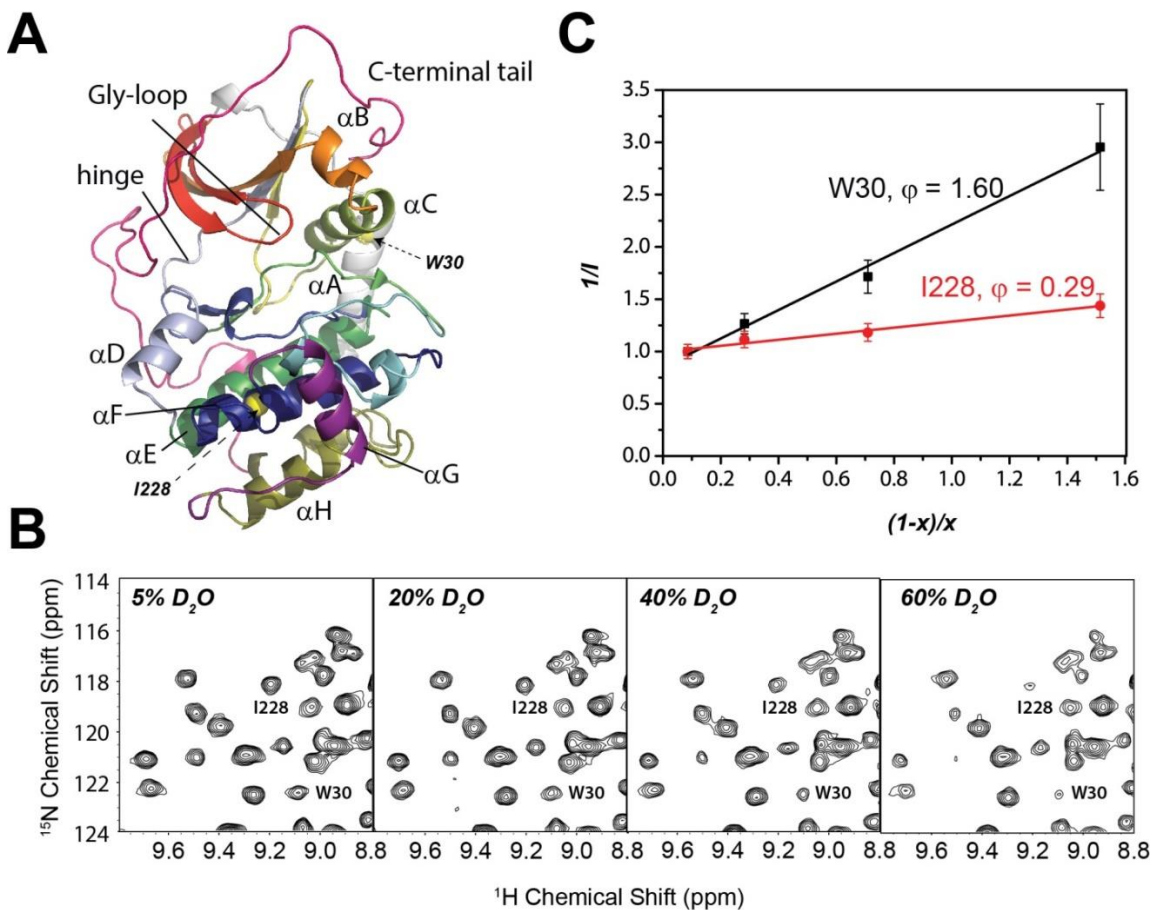 A
C-terminal tail
Gly-loop
αB
hinge
αC
W30
αA
αD
αF
αE
I228
αG
αH
C
3.5
3.0
2.5
2.0
1.5
1.0
0.5
0.0
1/I
W30, φ = 1.60
I228, φ = 0.29
0.0 0.2 0.4 0.6 0.8 1.0 1.2 1.4 1.6
(1-x)/x
B
114
116
118
120
122
124
¹⁵N Chemical Shift (ppm)
5% D₂O
I228
W30
20% D₂O
I228
W30
40% D₂O
I228
W30
60% D₂O
I228
W30
9.6 9.4 9.2 9.0 8.8 9.6 9.4 9.2 9.0 8.8 9.6 9.4 9.2 9.0 8.8 9.6 9.4 9.2 9.0 8.8
¹H Chemical Shift (ppm)